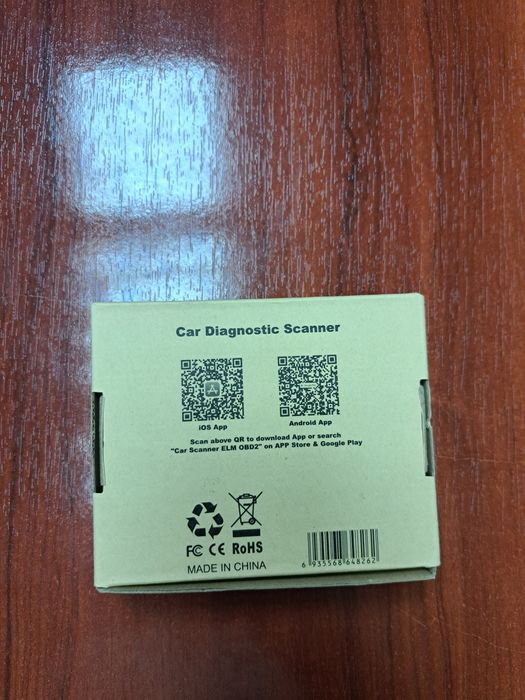 Car Diagnostic Scanner
iOS App
Android App
Scan above QR to download App or search
"Car Scanner ELM OBD2" on APP Store & Google Play
FC CE RoHS
MADE IN CHINA
6 935568 648262